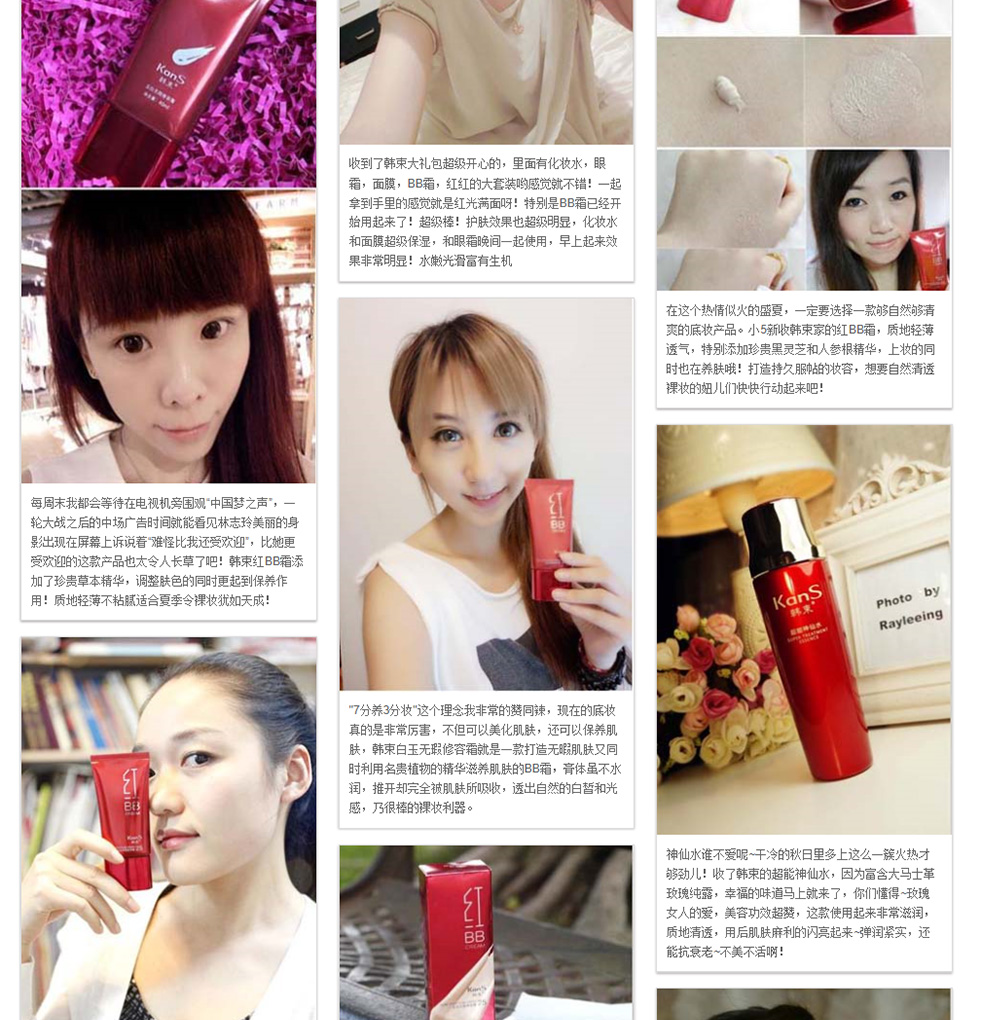 KanS
韩束
FARM
每周末我都会等待在电视机旁围观“中国梦之声”，一
轮大战之后的中场广告时间就能看见林志玲美丽的身
影出现在屏幕上诉说着“难怪比我还受欢迎”，比她更
受欢迎的这款产品也太令人长草了吧！韩束红BB霜添
加了珍贵草本精华，调整肤色的同时更起到保养作
用！质地轻薄不粘腻适合夏季令裸妆犹如天成！
红
BB
CREAM
KanS
收到了韩束大礼包超级开心的，里面有化妆水，眼
霜，面膜，BB霜，红红的大套装哟感觉就不错！一起
拿到手里的感觉就是红光满面呀！特别是BB霜已经开
始用起来了！超级棒！护肤效果也超级明显，化妆水
和面膜超级保湿，和眼霜晚间一起使用，早上起来效
果非常明显！水嫩光滑富有生机
红
BB
CREAM
"7分养3分妆"这个理念我非常的赞同辣，现在的底妆
真的是非常厉害，不但可以美化肌肤，还可以保养肌
肤，韩束白玉无瑕修容霜就是一款打造无暇肌肤又同
时利用名贵植物的精华滋养肌肤的BB霜，膏体虽不水
润，推开却完全被肌肤所吸收，透出自然的白皙和光
感，乃很棒的裸妆利器。
红
BB
CREAM
KanS
在这个热情似火的盛夏，一定要选择一款够自然够清
爽的底妆产品。小5新收韩束家的红BB霜，质地轻薄
透气，特别添加珍贵黑灵芝和人参根精华，上妆的同
时也在养肤哦！打造持久服帖的妆容，想要自然清透
裸妆的妞儿们快快行动起来吧！
KanS
韩束
超能神仙水
SUPER TREATMENT
ESSENCE
Photo by
Rayleeing
神仙水谁不爱呢~干冷的秋日里多上这么一簇火热才
够劲儿！收了韩束的超能神仙水，因为富含大马士革
玫瑰纯露，幸福的味道马上就来了，你们懂得~玫瑰
女人的爱，美容功效超赞，这款使用起来非常滋润，
质地清透，用后肌肤麻利的闪亮起来~弹润紧实，还
能抗衰老~不美不活啊！